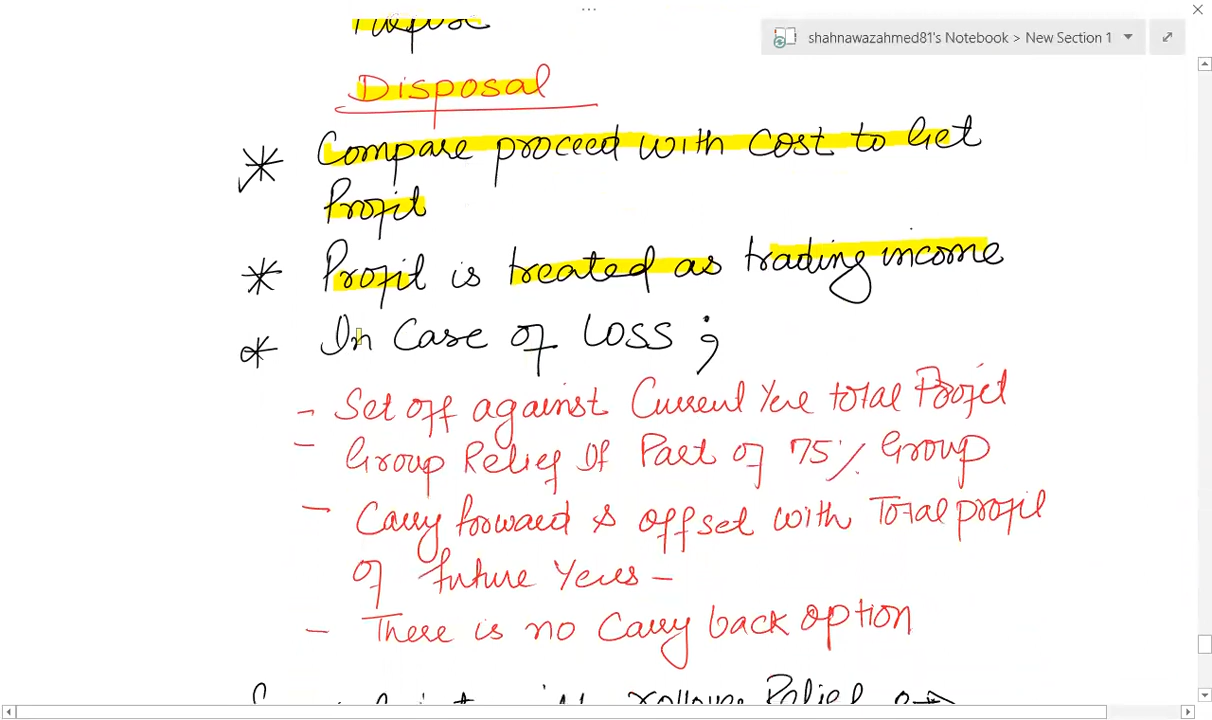 shahnawazahmed81's Notebook > New Section 1
Disposal
* Compare proceed with Cost to Get
Profit
* Profit is treated as trading income
* In Case of Loss ;
- Set off against Current Year total Profit
- Group Relief If Part of 75% Group
- Carry forward & offset with Total profit
of future Years -
- There is no Carry back option
rollover Relief